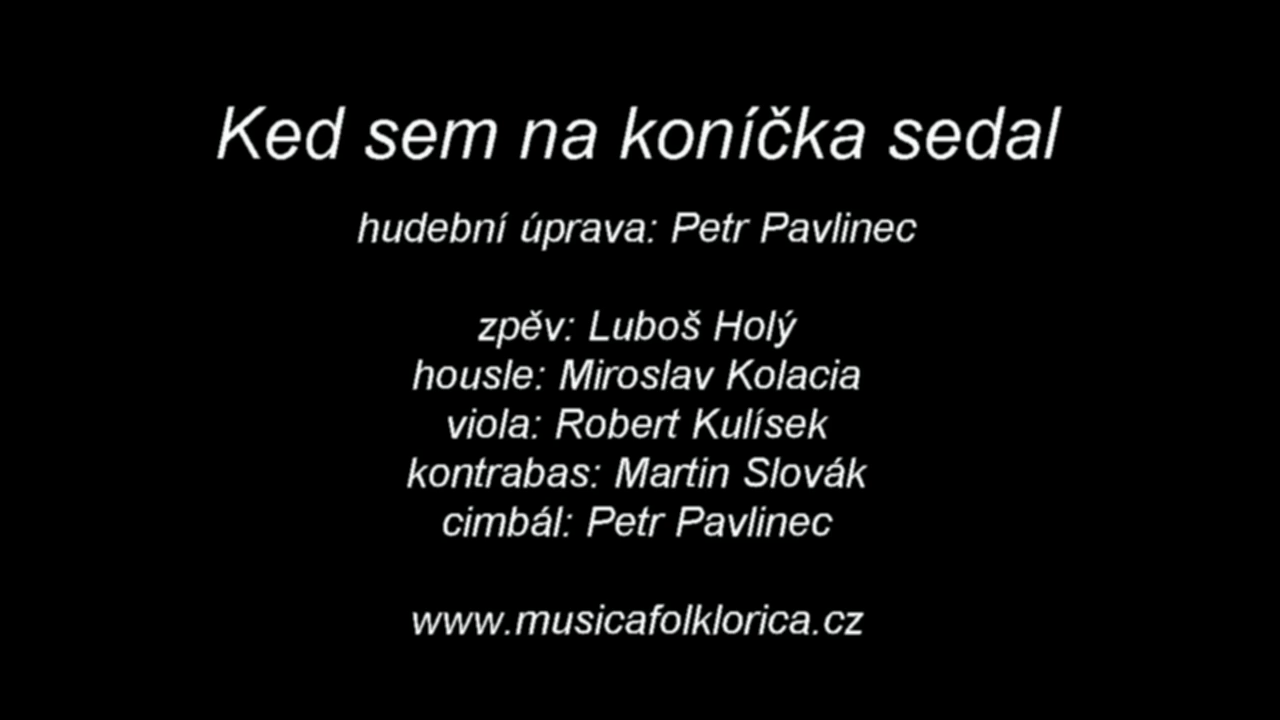 Ked sem na koníčka sedal
hudební úprava: Petr Pavlinec
zpěv: Luboš Holý
housle: Miroslav Kolacia
viola: Robert Kulísek
kontrabas: Martin Slovák
cimbál: Petr Pavlinec
www.musicafolklorica.cz